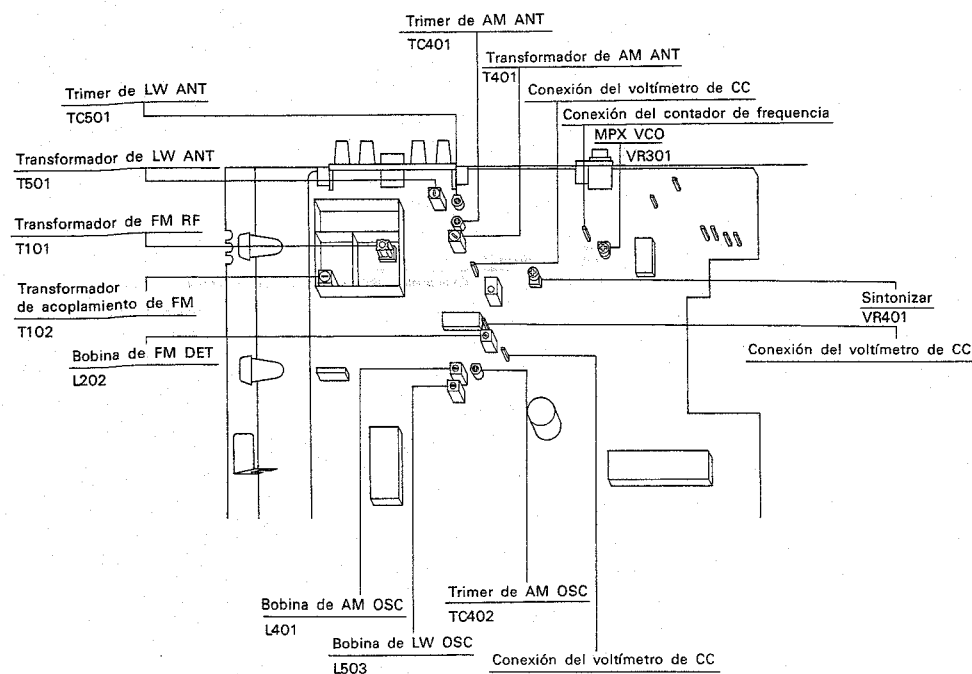 Trimer de AM ANT
TC401
Transformador de AM ANT
T401
Trimer de LW ANT
TC501
Conexión del voltímetro de CC
Conexión del contador de frequencia
MPX VCO
VR301
Transformador de LW ANT
T501
Transformador de FM RF
T101
Transformador
de acoplamiento de FM
T102
Sintonizar
VR401
Bobina de FM DET
L202
Conexión del voltímetro de CC
Bobina de AM OSC
L401
Trimer de AM OSC
TC402
Bobina de LW OSC
L503
Conexión del voltímetro de CC